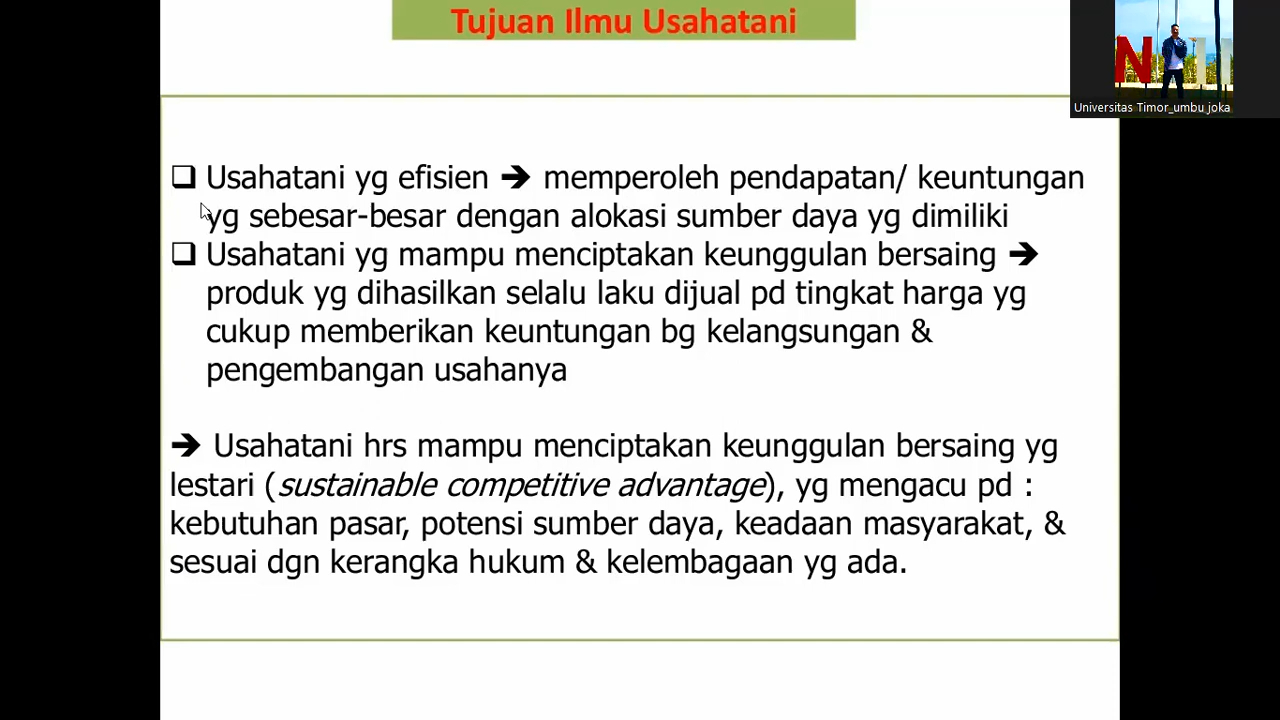 Tujuan Ilmu Usahatani
Universitas Timor_umbu joka
❑ Usahatani yg efisien ➔ memperoleh pendapatan/ keuntungan
yg sebesar-besar dengan alokasi sumber daya yg dimiliki
❑ Usahatani yg mampu menciptakan keunggulan bersaing ➔
produk yg dihasilkan selalu laku dijual pd tingkat harga yg
cukup memberikan keuntungan bg kelangsungan &
pengembangan usahanya
➔ Usahatani hrs mampu menciptakan keunggulan bersaing yg
lestari (sustainable competitive advantage), yg mengacu pd :
kebutuhan pasar, potensi sumber daya, keadaan masyarakat, &
sesuai dgn kerangka hukum & kelembagaan yg ada.